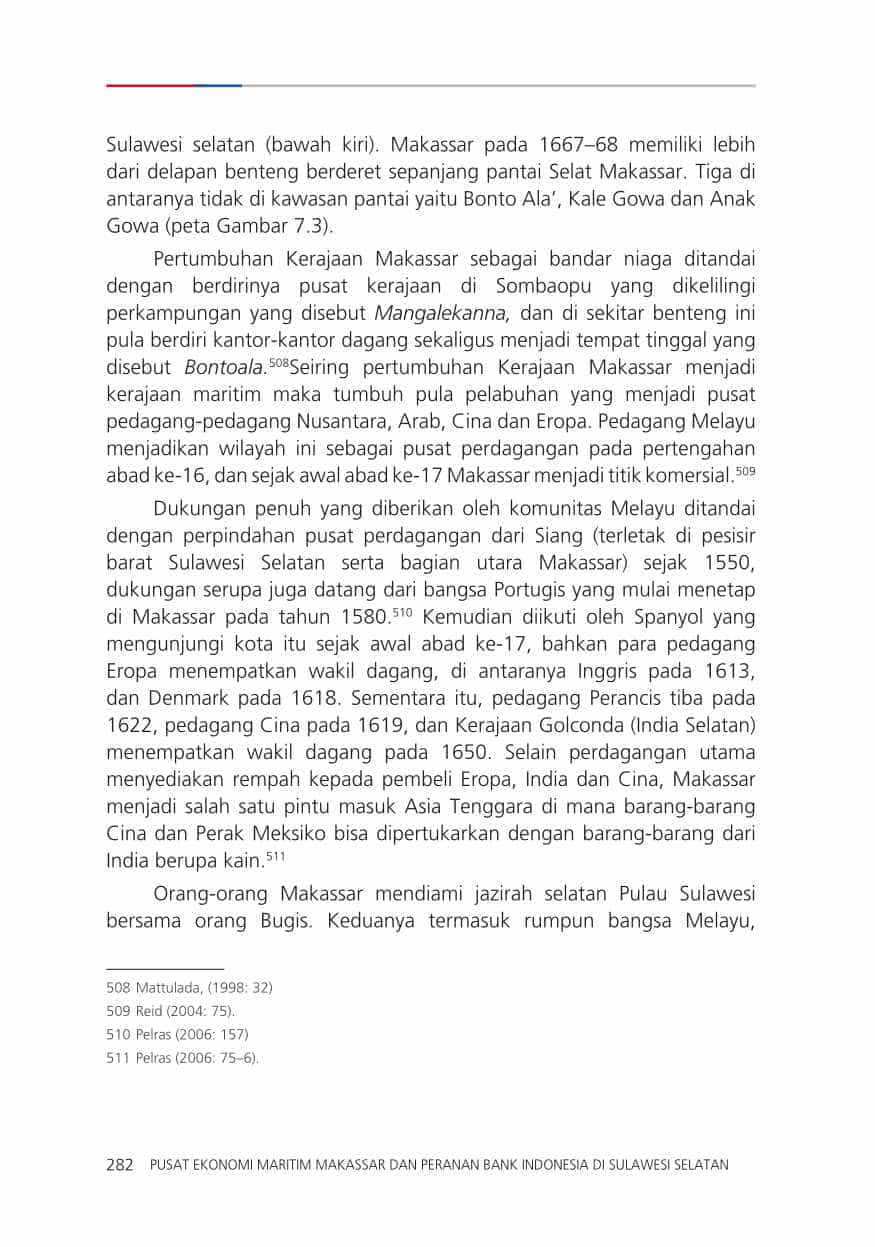 Sulawesi selatan (bawah kiri). Makassar pada 1667–68 memiliki lebih
dari delapan benteng berderet sepanjang pantai Selat Makassar. Tiga di
antaranya tidak di kawasan pantai yaitu Bonto Ala’, Kale Gowa dan Anak
Gowa (peta Gambar 7.3).
Pertumbuhan Kerajaan Makassar sebagai bandar niaga ditandai
dengan berdirinya pusat kerajaan di Sombaopu yang dikelilingi
perkampungan yang disebut Mangalekanna, dan di sekitar benteng ini
pula berdiri kantor-kantor dagang sekaligus menjadi tempat tinggal yang
disebut Bontoala.508Seiring pertumbuhan Kerajaan Makassar menjadi
kerajaan maritim maka tumbuh pula pelabuhan yang menjadi pusat
pedagang-pedagang Nusantara, Arab, Cina dan Eropa. Pedagang Melayu
menjadikan wilayah ini sebagai pusat perdagangan pada pertengahan
abad ke-16, dan sejak awal abad ke-17 Makassar menjadi titik komersial.509
Dukungan penuh yang diberikan oleh komunitas Melayu ditandai
dengan perpindahan pusat perdagangan dari Siang (terletak di pesisir
barat Sulawesi Selatan serta bagian utara Makassar) sejak 1550,
dukungan serupa juga datang dari bangsa Portugis yang mulai menetap
di Makassar pada tahun 1580.510 Kemudian diikuti oleh Spanyol yang
mengunjungi kota itu sejak awal abad ke-17, bahkan para pedagang
Eropa menempatkan wakil dagang, di antaranya Inggris pada 1613,
dan Denmark pada 1618. Sementara itu, pedagang Perancis tiba pada
1622, pedagang Cina pada 1619, dan Kerajaan Golconda (India Selatan)
menempatkan wakil dagang pada 1650. Selain perdagangan utama
menyediakan rempah kepada pembeli Eropa, India dan Cina, Makassar
menjadi salah satu pintu masuk Asia Tenggara di mana barang-barang
Cina dan Perak Meksiko bisa dipertukarkan dengan barang-barang dari
India berupa kain.511
Orang-orang Makassar mendiami jazirah selatan Pulau Sulawesi
bersama orang Bugis. Keduanya termasuk rumpun bangsa Melayu,
508 Mattulada, (1998: 32)
509 Reid (2004: 75).
510 Pelras (2006: 157)
511 Pelras (2006: 75–6).
282 PUSAT EKONOMI MARITIM MAKASSAR DAN PERANAN BANK INDONESIA DI SULAWESI SELATAN